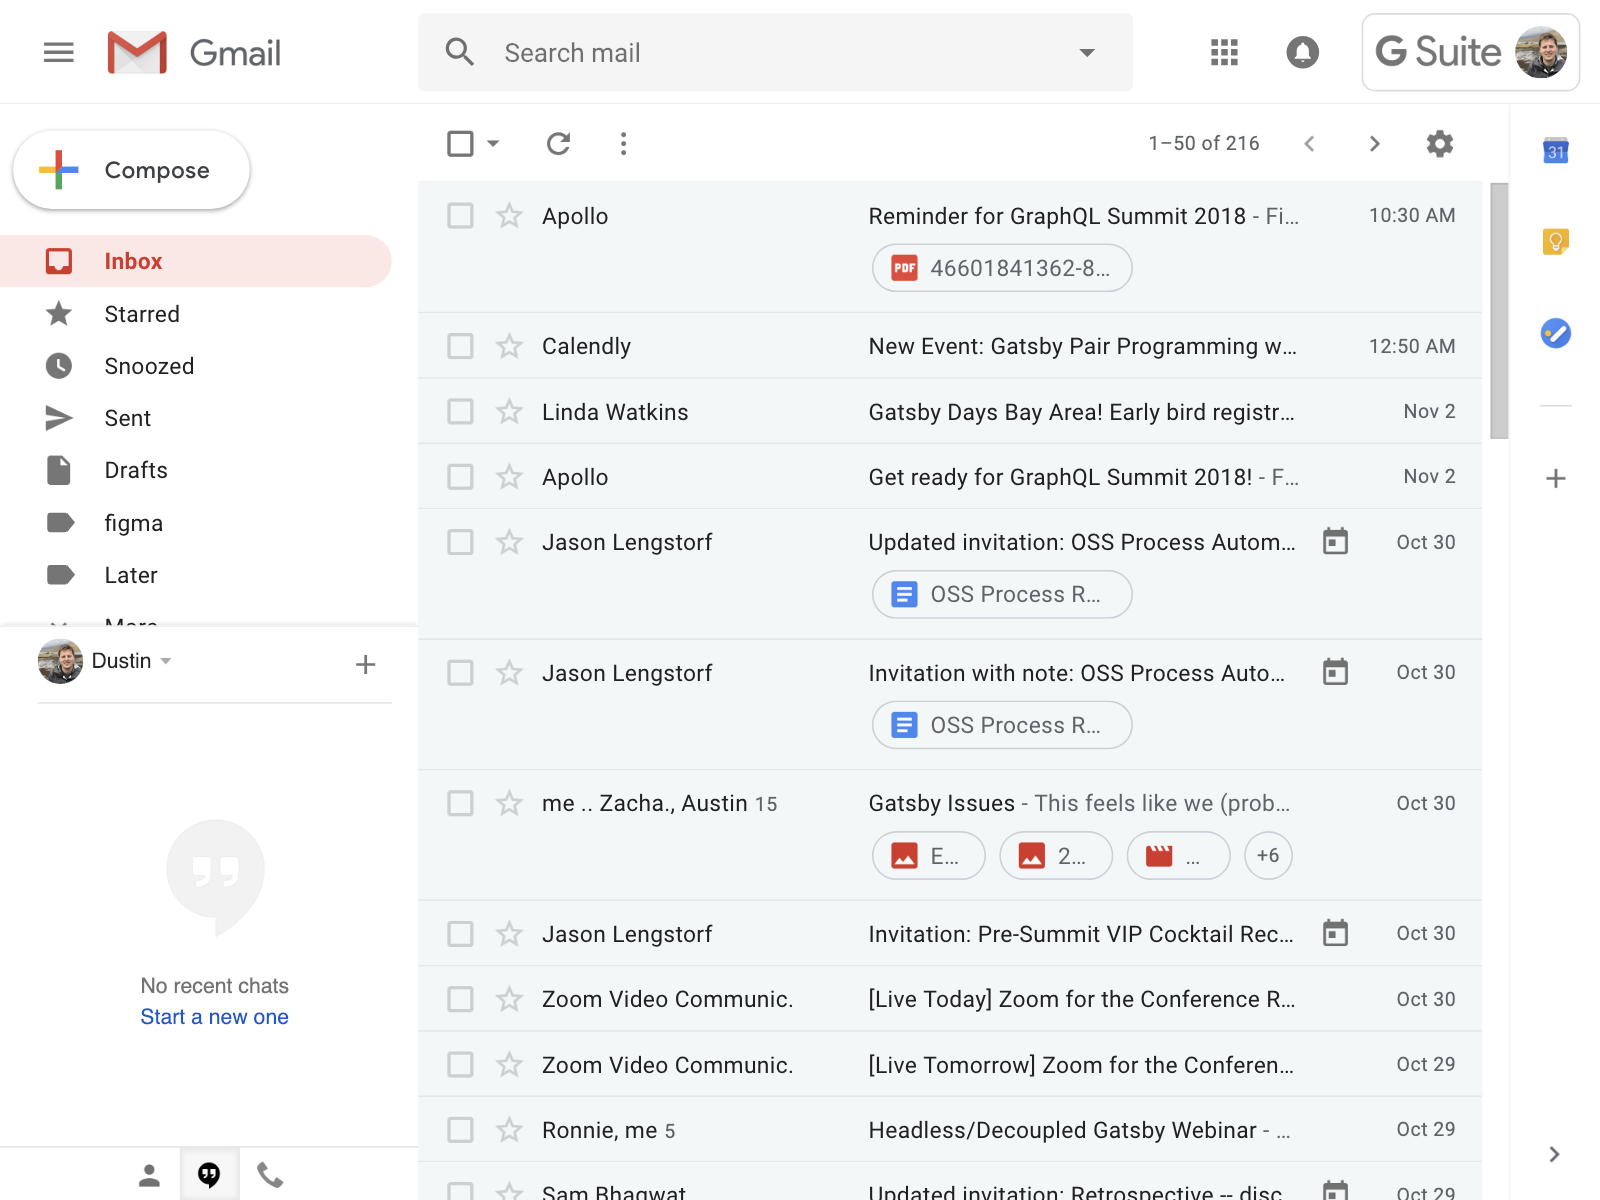 Gmail
Search mail
G Suite
Compose
1–50 of 216
31
Inbox
Starred
Snoozed
Sent
Drafts
figma
Later
More
Dustin
No recent chats
Start a new one
Apollo
Reminder for GraphQL Summit 2018 - Fi...
10:30 AM
PDF 46601841362-8...
Calendly
New Event: Gatsby Pair Programming w...
12:50 AM
Linda Watkins
Gatsby Days Bay Area! Early bird registr...
Nov 2
Apollo
Get ready for GraphQL Summit 2018! - F...
Nov 2
Jason Lengstorf
Updated invitation: OSS Process Autom...
Oct 30
OSS Process R...
Jason Lengstorf
Invitation with note: OSS Process Auto...
Oct 30
OSS Process R...
me .. Zacha., Austin 15
Gatsby Issues - This feels like we (prob...
Oct 30
E...
2...
...
+6
Jason Lengstorf
Invitation: Pre-Summit VIP Cocktail Rec...
Oct 30
Zoom Video Communic.
[Live Today] Zoom for the Conference R...
Oct 30
Zoom Video Communic.
[Live Tomorrow] Zoom for the Conferen...
Oct 29
Ronnie, me 5
Headless/Decoupled Gatsby Webinar - ...
Oct 29
Sam Bhagwat
Updated invitation: Retrospective -- disc
Oct 29